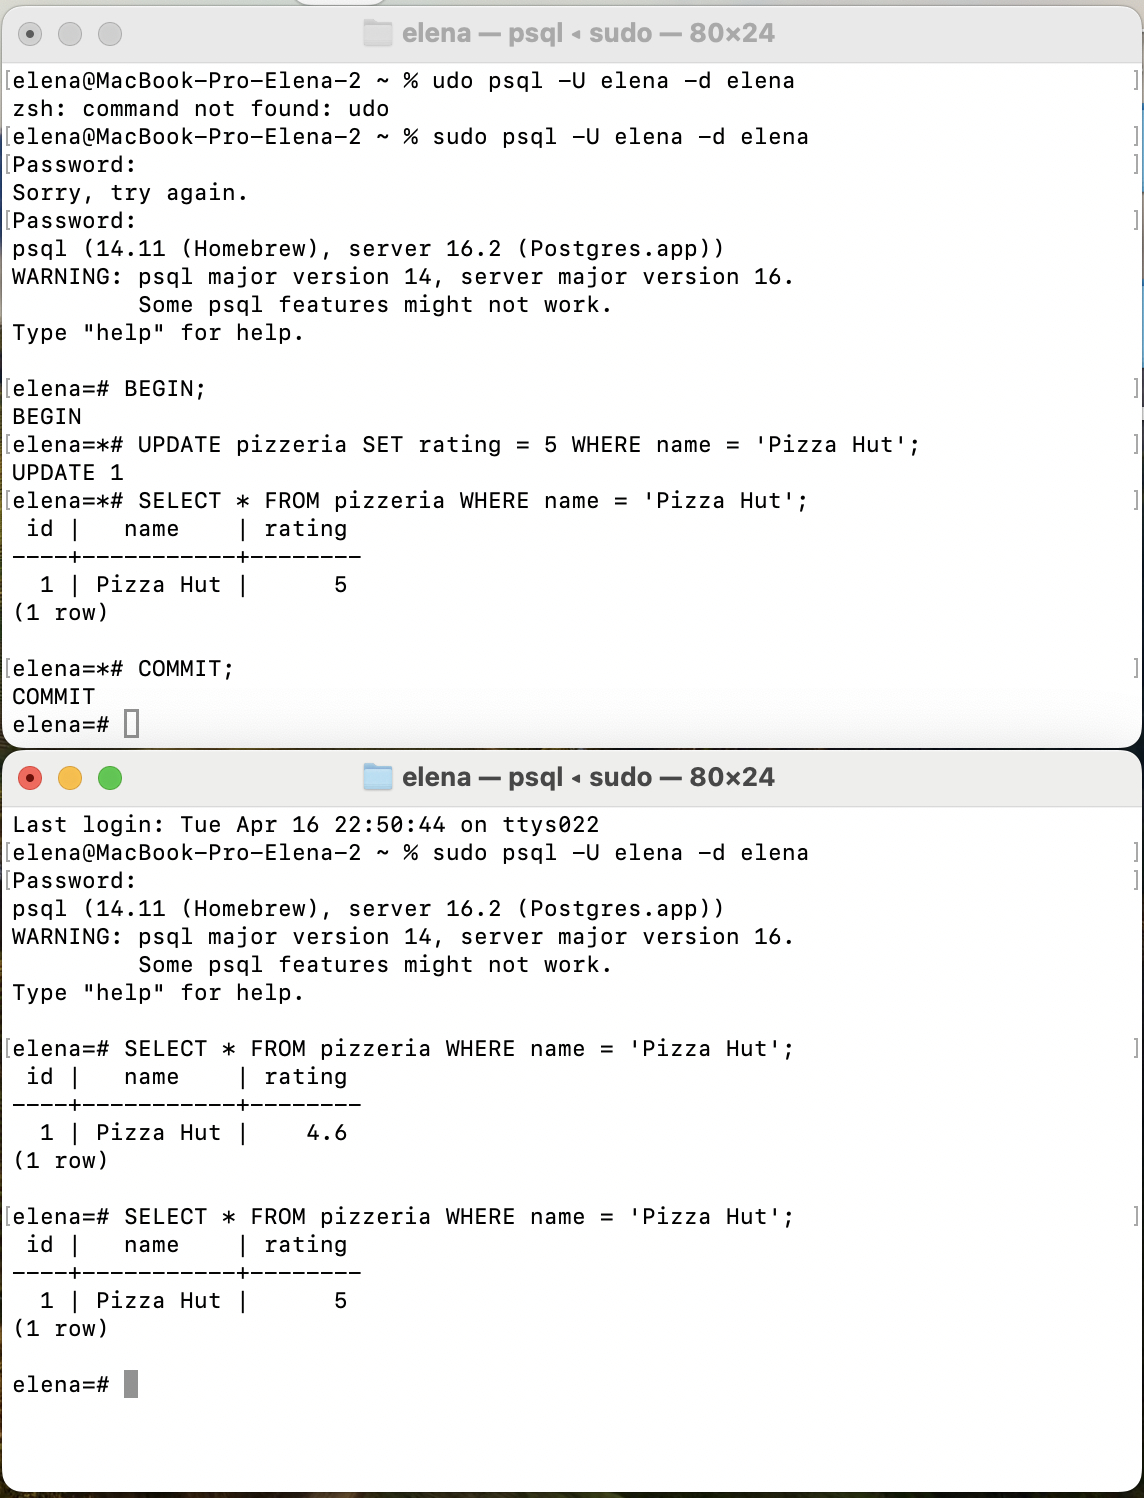 elena — psql ◂ sudo — 80×24
[elena@MacBook-Pro-Elena-2 ~ % udo psql -U elena -d elena ]
zsh: command not found: udo
[elena@MacBook-Pro-Elena-2 ~ % sudo psql -U elena -d elena ]
[Password: ]
Sorry, try again.
[Password: ]
psql (14.11 (Homebrew), server 16.2 (Postgres.app))
WARNING: psql major version 14, server major version 16.
         Some psql features might not work.
Type "help" for help.

[elena=# BEGIN; ]
BEGIN
[elena=*# UPDATE pizzeria SET rating = 5 WHERE name = 'Pizza Hut'; ]
UPDATE 1
[elena=*# SELECT * FROM pizzeria WHERE name = 'Pizza Hut'; ]
 id |   name    | rating
----+-----------+--------
  1 | Pizza Hut |      5
(1 row)

[elena=*# COMMIT; ]
COMMIT
elena=#
elena — psql ◂ sudo — 80×24
Last login: Tue Apr 16 22:50:44 on ttys022
[elena@MacBook-Pro-Elena-2 ~ % sudo psql -U elena -d elena ]
[Password: ]
psql (14.11 (Homebrew), server 16.2 (Postgres.app))
WARNING: psql major version 14, server major version 16.
         Some psql features might not work.
Type "help" for help.

[elena=# SELECT * FROM pizzeria WHERE name = 'Pizza Hut'; ]
 id |   name    | rating
----+-----------+--------
  1 | Pizza Hut |    4.6
(1 row)

[elena=# SELECT * FROM pizzeria WHERE name = 'Pizza Hut'; ]
 id |   name    | rating
----+-----------+--------
  1 | Pizza Hut |      5
(1 row)

elena=#